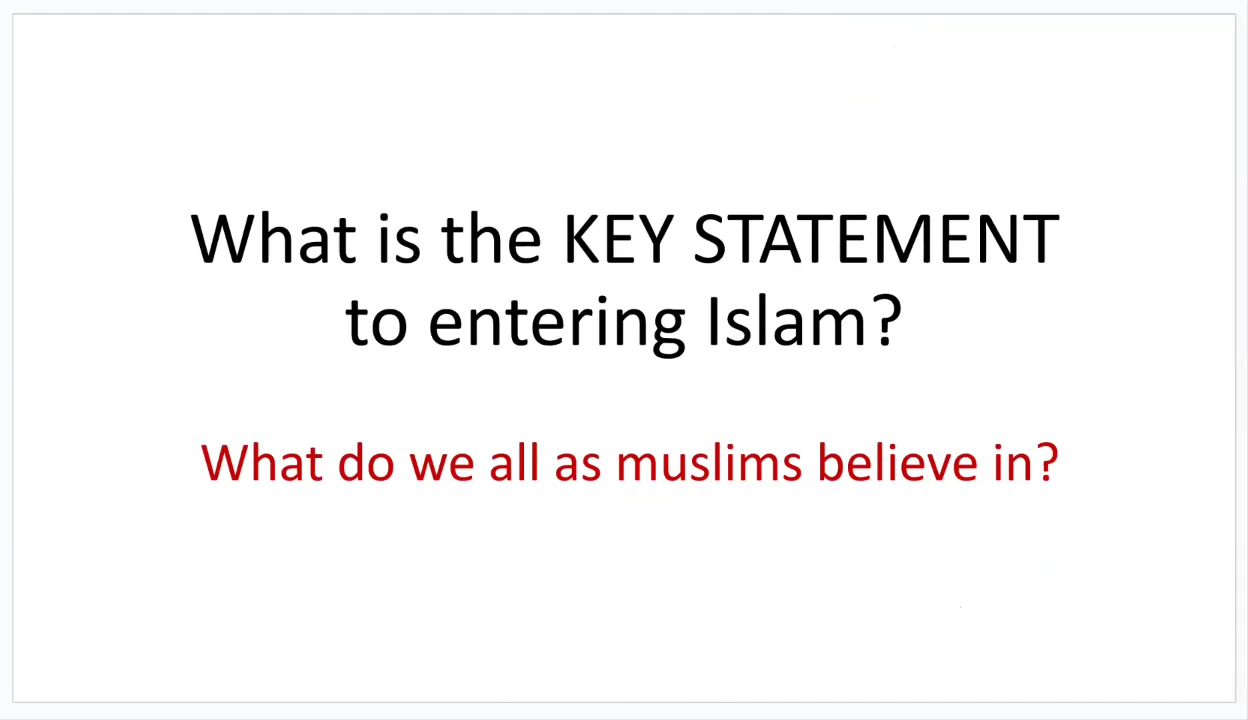 What is the KEY STATEMENT
to entering Islam?
What do we all as muslims believe in?